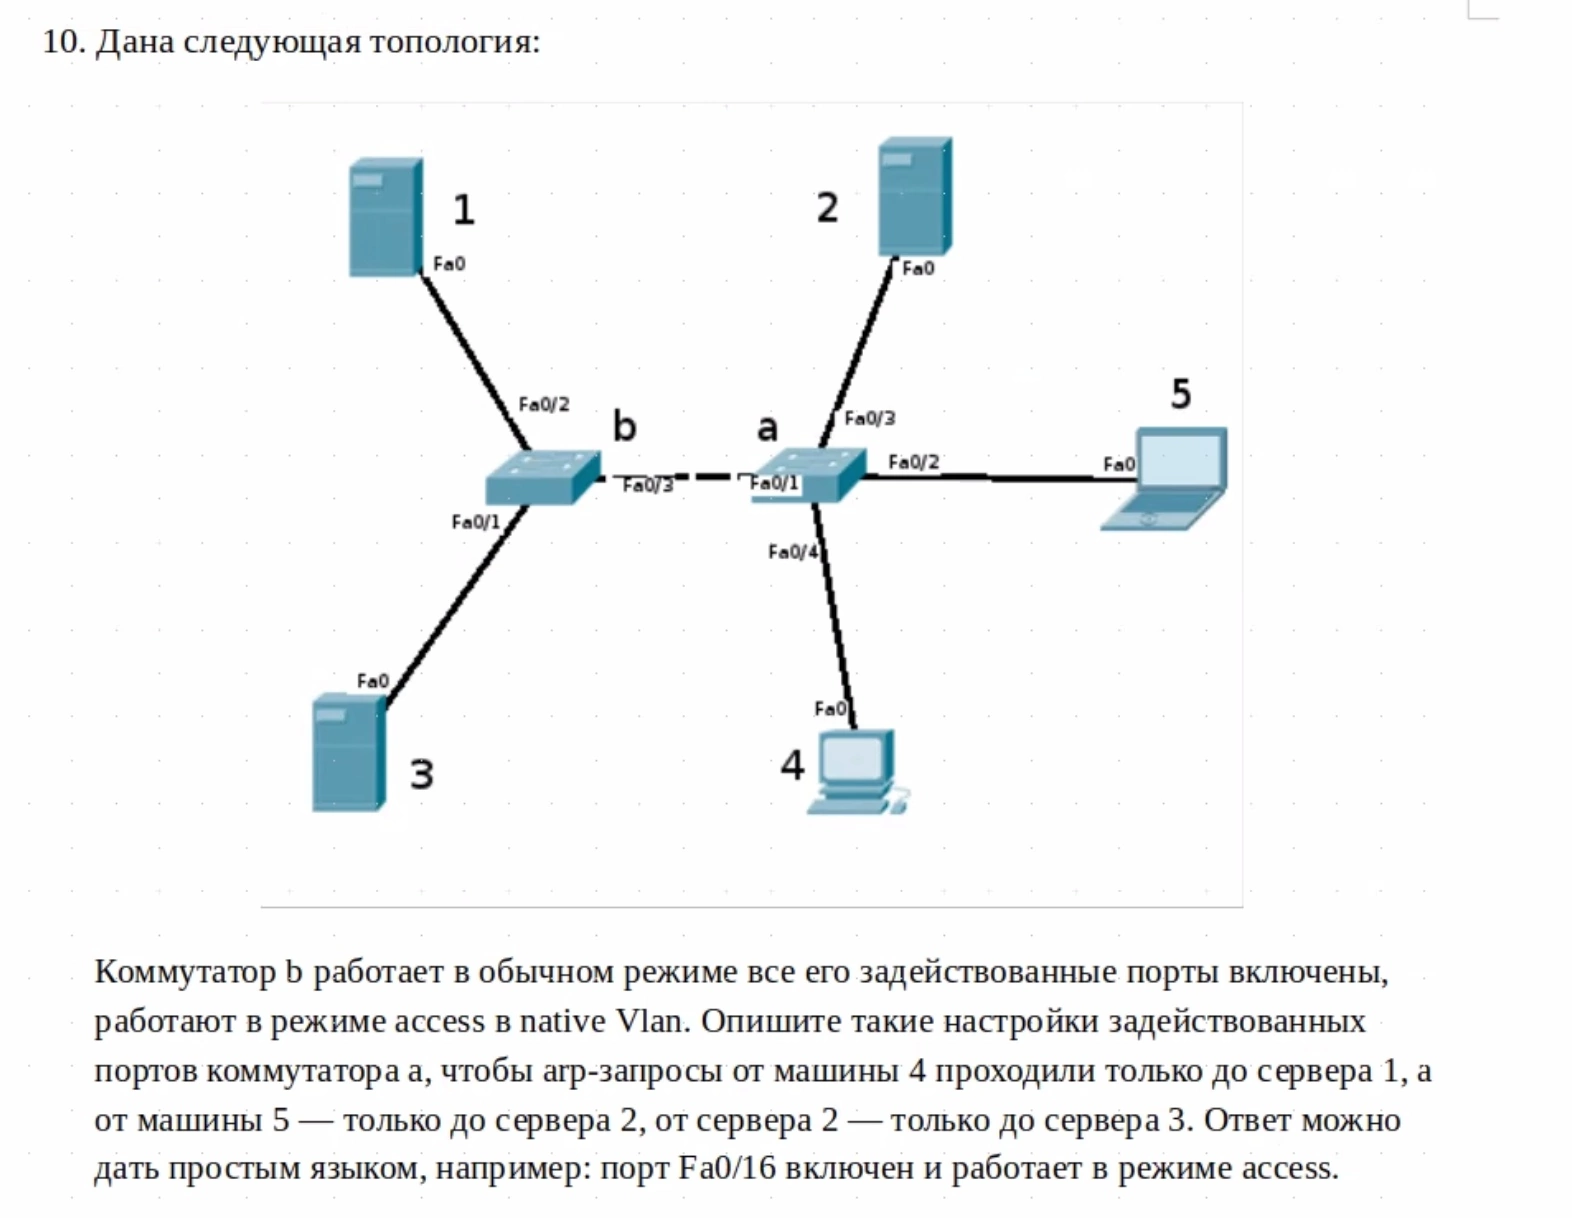 10. Дана следующая топология:
1
2
Fa0
Fa0
5
Fa0/2
b
a
Fa0/3
Fa0/2
Fa0
Fa0/3
Fa0/1
Fa0/1
Fa0/4
Fa0
Fa0
3
4
Коммутатор b работает в обычном режиме все его задействованные порты включены,
работают в режиме access в native Vlan. Опишите такие настройки задействованных
портов коммутатора a, чтобы arp-запросы от машины 4 проходили только до сервера 1, а
от машины 5 — только до сервера 2, от сервера 2 — только до сервера 3. Ответ можно
дать простым языком, например: порт Fa0/16 включен и работает в режиме access.